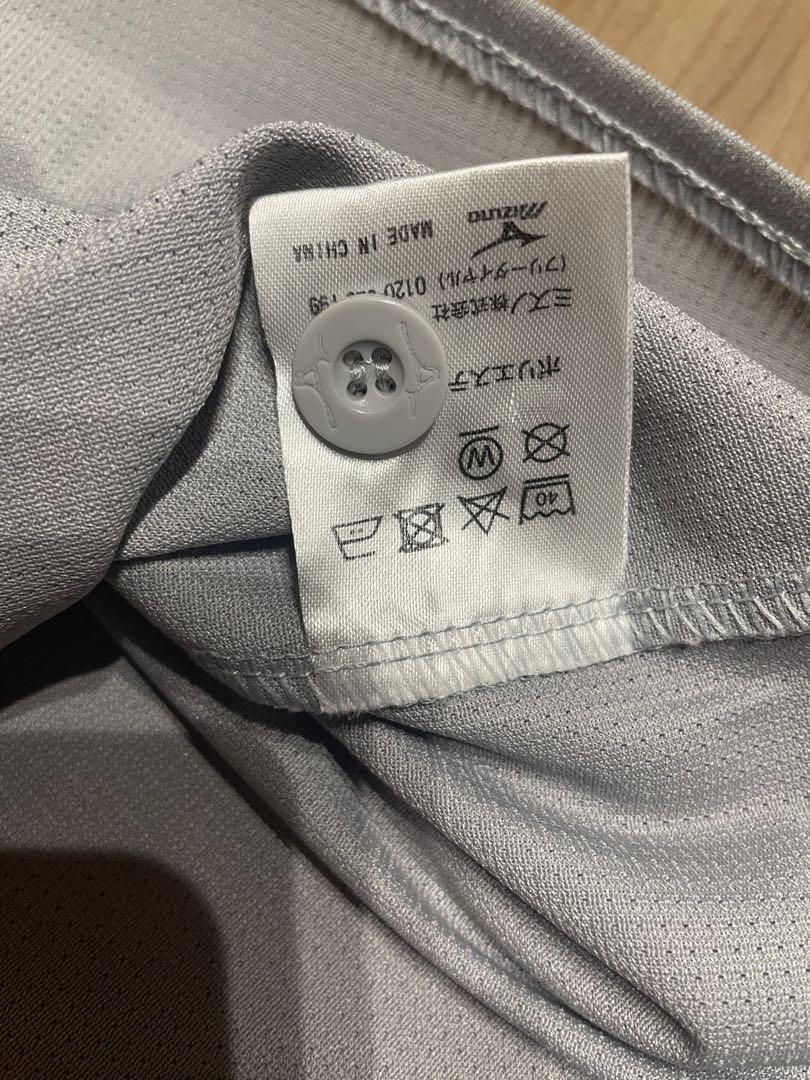 40
W
ポリエステ
ミズノ株式会社
(フリーダイヤル) 0120 799
Mizuno
MADE IN CHINA